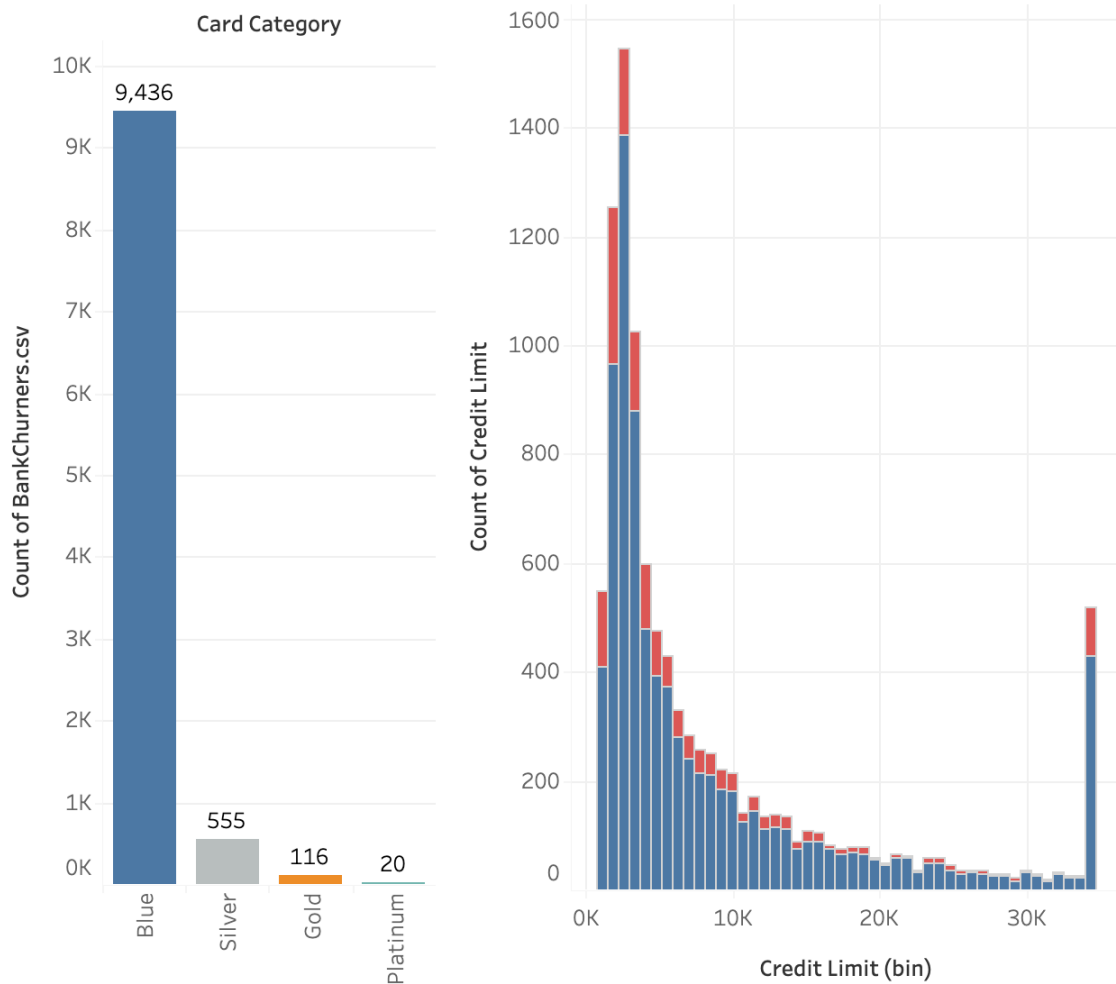 Card Category
10K
9,436
9K
8K
7K
6K
5K
4K
3K
2K
1K
555
116
20
0K
Count of BankChurners.csv
Blue
Silver
Gold
Platinum
1600
1400
1200
1000
800
600
400
200
0
Count of Credit Limit
0K
10K
20K
30K
Credit Limit (bin)